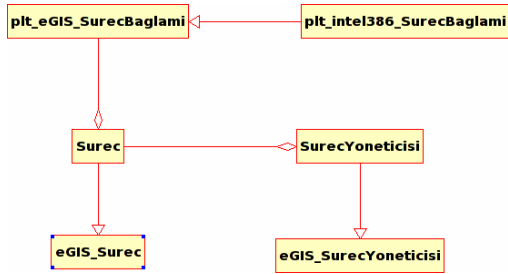 plt_eGIS_SurecBaglami
plt_intel386_SurecBaglami
Surec
SurecYoneticisi
eGIS_Surec
eGIS_SurecYoneticisi